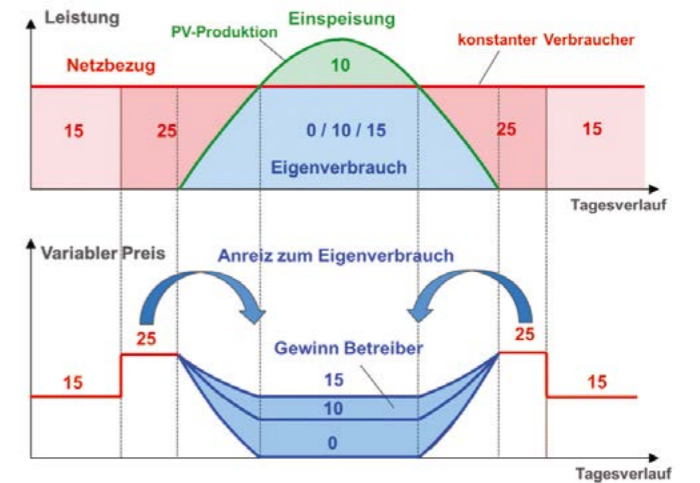 Leistung
Einspeisung
PV-Produktion
konstanter Verbraucher
Netzbezug
10
15
25
0 / 10 / 15
25
15
Eigenverbrauch
Tagesverlauf
Variabler Preis
Anreiz zum Eigenverbrauch
25
25
Gewinn Betreiber
15
15
15
10
0
Tagesverlauf